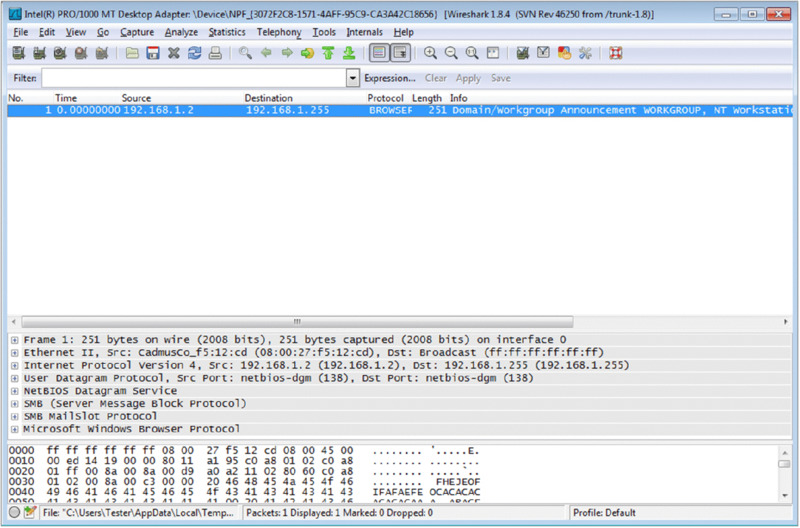 Intel(R) PRO/1000 MT Desktop Adapter: \Device\NPF_{3072F2C8-1571-4AFF-95C9-CA3A42C18656} [Wireshark 1.8.4 (SVN Rev 46250 from /trunk-1.8)]
File Edit View Go Capture Analyze Statistics Telephony Tools Internals Help
Filter: Expression... Clear Apply Save
No. Time Source Destination Protocol Length Info
1 0.00000000 192.168.1.2 192.168.1.255 BROWSER 251 Domain/Workgroup Announcement WORKGROUP, NT Workstati
Frame 1: 251 bytes on wire (2008 bits), 251 bytes captured (2008 bits) on interface 0
Ethernet II, Src: CadmusCo_f5:12:cd (08:00:27:f5:12:cd), Dst: Broadcast (ff:ff:ff:ff:ff:ff)
Internet Protocol Version 4, Src: 192.168.1.2 (192.168.1.2), Dst: 192.168.1.255 (192.168.1.255)
User Datagram Protocol, Src Port: netbios-dgm (138), Dst Port: netbios-dgm (138)
NetBIOS Datagram Service
SMB (Server Message Block Protocol)
SMB MailSlot Protocol
Microsoft Windows Browser Protocol
0000 ff ff ff ff ff ff 08 00 27 f5 12 cd 08 00 45 00 ........ '.....E.
0010 00 ed 14 19 00 00 80 11 a1 95 c0 a8 01 02 c0 a8 ........ ........
0020 01 ff 00 8a 00 8a 00 d9 a0 a2 11 02 80 60 c0 a8 ........ .....`..
0030 01 02 00 8a 00 c3 00 00 20 46 48 45 4a 45 4f 46 ........ FHEJEOF
0040 49 46 41 46 41 45 46 45 4f 43 41 43 41 43 41 43 IFAFAEFE OCACACAC
File: "C:\Users\Tester\AppData\Local\Temp... Packets: 1 Displayed: 1 Marked: 0 Dropped: 0 Profile: Default